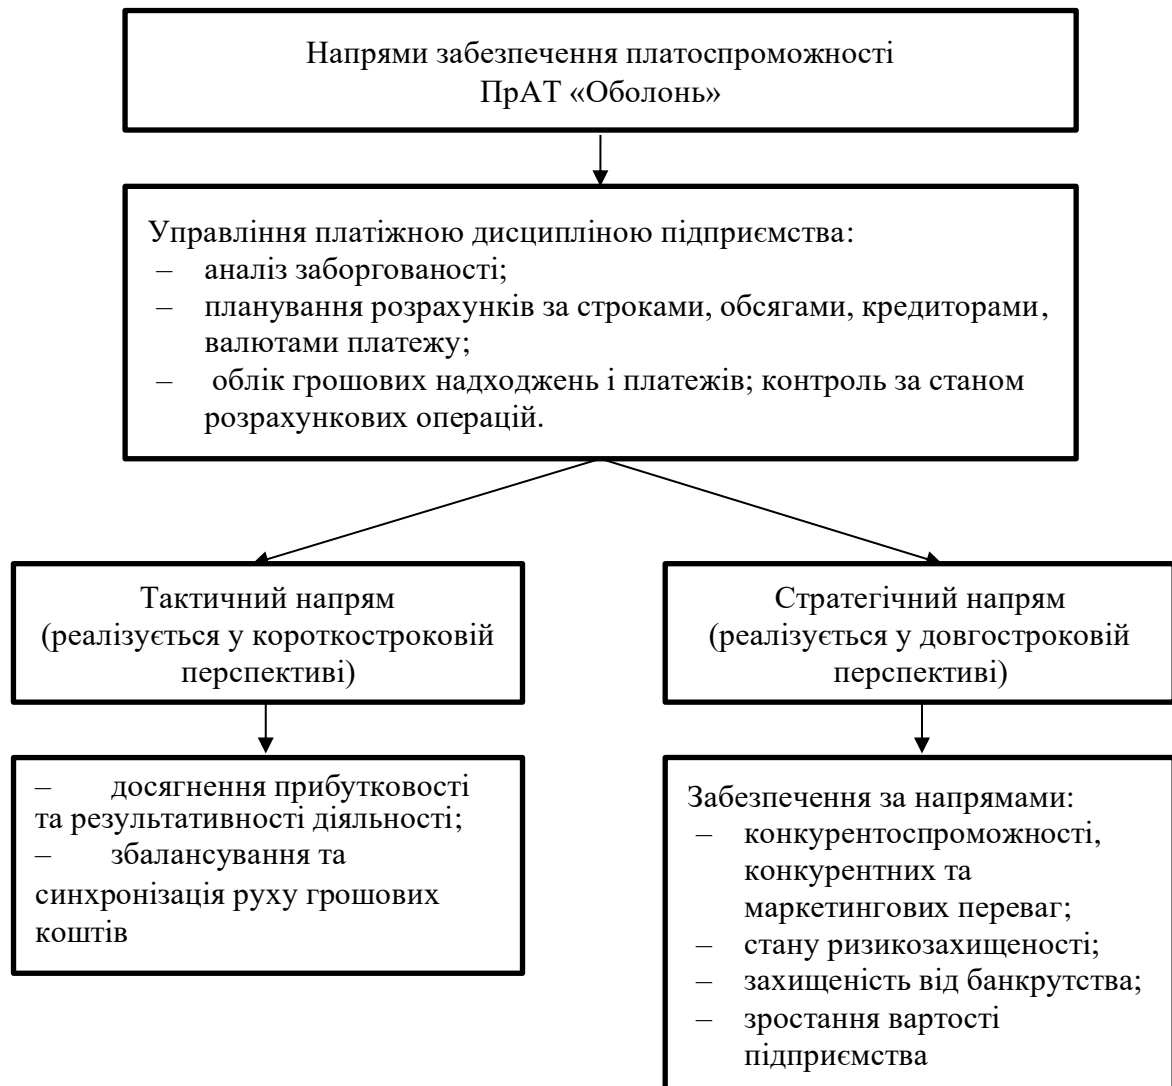 Напрями забезпечення платоспроможності
ПрАТ «Оболонь»
Управління платіжною дисципліною підприємства:
– аналіз заборгованості;
– планування розрахунків за строками, обсягами, кредиторами,
валютами платежу;
– облік грошових надходжень і платежів; контроль за станом
розрахункових операцій.
Тактичний напрям
(реалізується у короткостроковій
перспективі)
Стратегічний напрям
(реалізується у довгостроковій
перспективі)
– досягнення прибутковості
та результативності діяльності;
– збалансування та
синхронізація руху грошових
коштів
Забезпечення за напрямами:
– конкурентоспроможності,
конкурентних та
маркетингових переваг;
– стану ризикозахищеності;
– захищеність від банкрутства;
– зростання вартості
підприємства